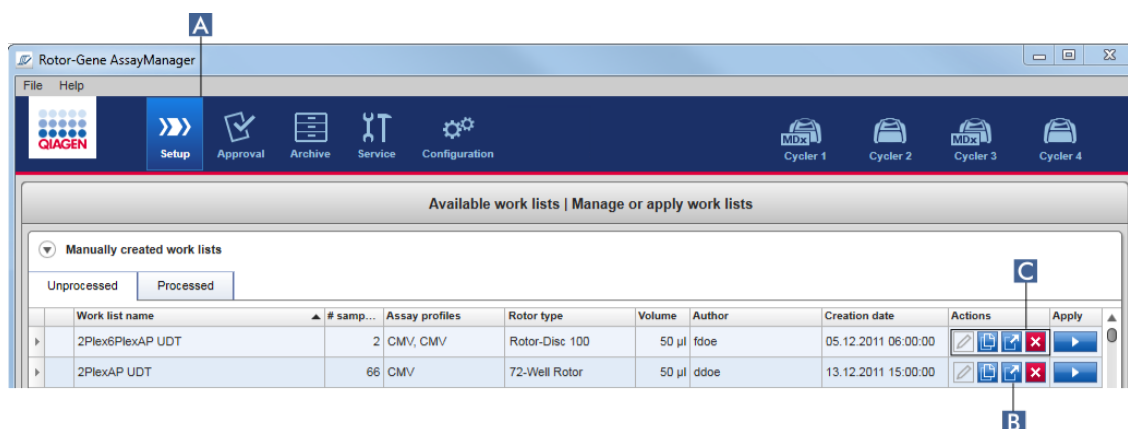 A
Rotor-Gene AssayManager
File Help
QIAGEN
Setup Approval Archive Service Configuration
MDx MDx
Cycler 1 Cycler 2 Cycler 3 Cycler 4
Available work lists | Manage or apply work lists
Manually created work lists
C
Unprocessed Processed
Work list name # samp... Assay profiles Rotor type Volume Author Creation date Actions Apply
2Plex6PlexAP UDT 2 CMV, CMV Rotor-Disc 100 50 µl fdoe 05.12.2011 06:00:00
2PlexAP UDT 66 CMV 72-Well Rotor 50 µl ddoe 13.12.2011 15:00:00
B